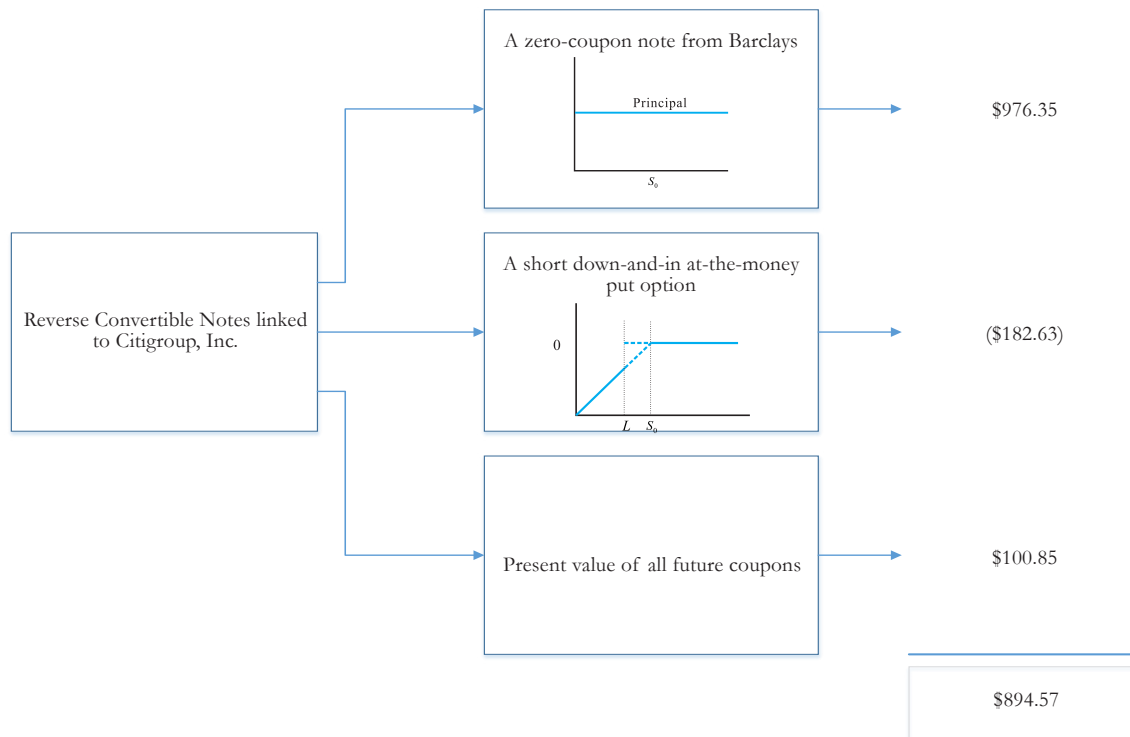 A zero-coupon note from Barclays
Principal
S₀
$976.35
Reverse Convertible Notes linked
to Citigroup, Inc.
A short down-and-in at-the-money
put option
0
L S₀
($182.63)
Present value of all future coupons
$100.85
$894.57